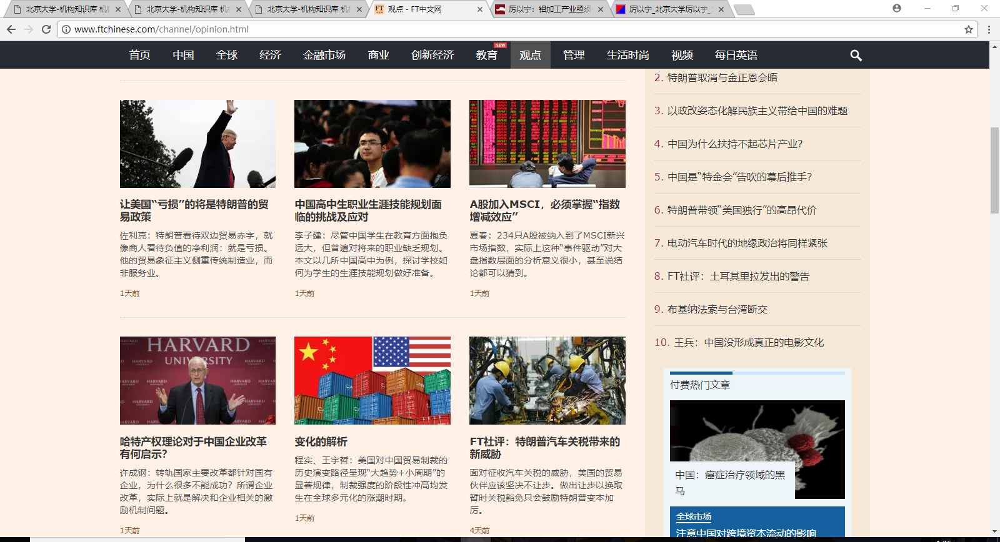 北京大学-机构知识库 机构
北京大学-机构知识库 机构
北京大学-机构知识库 机构
观点 - FT中文网
厉以宁：铝加工产业亟须
厉以宁_北京大学厉以宁_
www.ftchinese.com/channel/opinion.html
首页 中国 全球 经济 金融市场 商业 创新经济 教育 NEW 观点 管理 生活时尚 视频 每日英语
让美国“亏损”的将是特朗普的贸
易政策
佐利克：特朗普看待双边贸易赤字，就
像商人看待负值的净利润：就是亏损。
他的贸易象征主义侧重传统制造业，而
非服务业。
1天前
中国高中生职业生涯技能规划面
临的挑战及应对
李子建：尽管中国学生在教育方面抱负
远大，但普遍对将来的职业缺乏规划。
本文以几所中国高中为例，探讨学校如
何为学生的生涯技能规划做好准备。
1天前
A股加入MSCI，必须掌握“指数
增减效应”
夏春：234只A股被纳入到了MSCI新兴
市场指数，实际上这种“事件驱动”对大
盘指数层面的分析意义很小，甚至说结
论都可以猜到。
1天前
HARVARD
UNIVERSITY
哈特产权理论对于中国企业改革
有何启示？
许成钢：转轨国家主要改革都针对国有
企业，为什么很多不能成功？所谓企业
改革，实际上就是解决和企业相关的激
励机制问题。
1天前
变化的解析
程实、王宇哲：美国对中国贸易制裁的
历史演变路径呈现“大趋势+小周期”的
显著规律，制裁强度的阶段性冲高均发
生在全球多元化的涨潮时期。
1天前
FT社评：特朗普汽车关税带来的
新威胁
面对征收汽车关税的威胁，美国的贸易
伙伴应该坚决不让步。做出让步以换取
暂时关税豁免只会鼓励特朗普变本加
厉。
4天前
2. 特朗普取消与金正恩会晤
3. 以政改姿态化解民族主义带给中国的难题
4. 中国为什么扶持不起芯片产业？
5. 中国是“特金会”告吹的幕后推手？
6. 特朗普带领“美国独行”的高昂代价
7. 电动汽车时代的地缘政治将同样紧张
8. FT社评：土耳其里拉发出的警告
9. 布基纳法索与台湾断交
10. 王兵：中国没形成真正的电影文化
付费热门文章
中国：癌症治疗领域的黑
马
全球市场
注意中国对跨境资本流动的影响